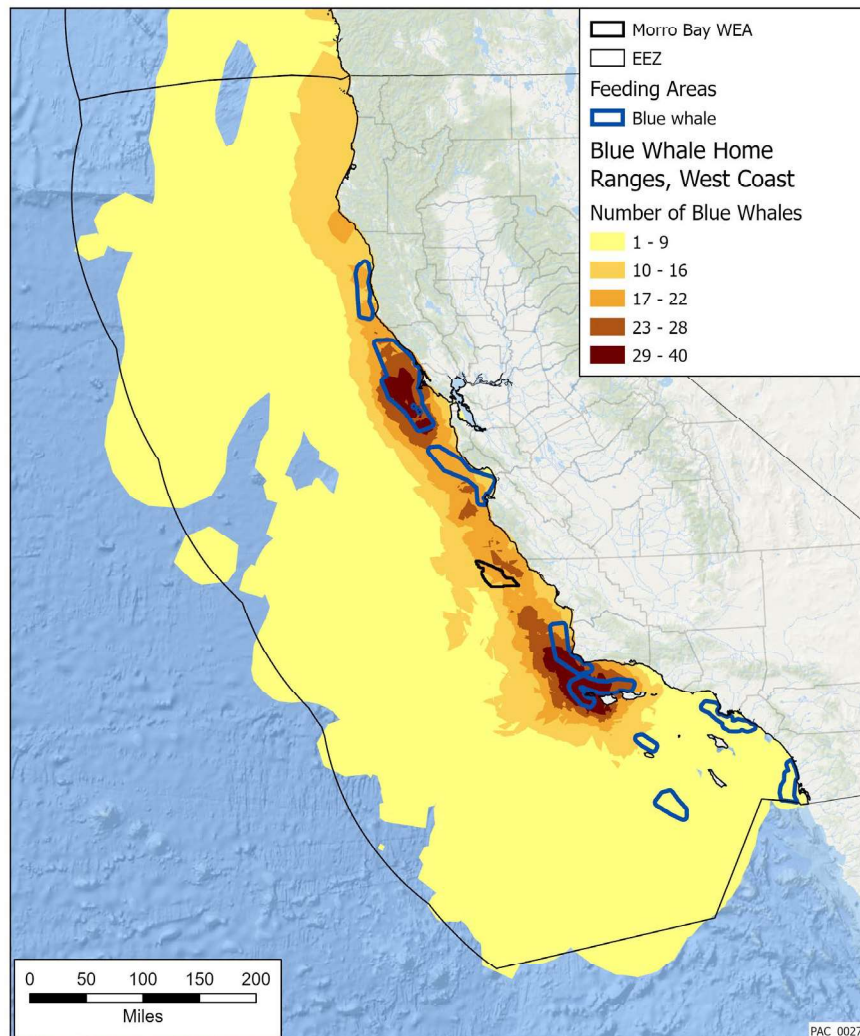 Morro Bay WEA
EEZ
Feeding Areas
Blue whale
Blue Whale Home
Ranges, West Coast
Number of Blue Whales
1 - 9
10 - 16
17 - 22
23 - 28
29 - 40
0 50 100 150 200
Miles
PAC_0027